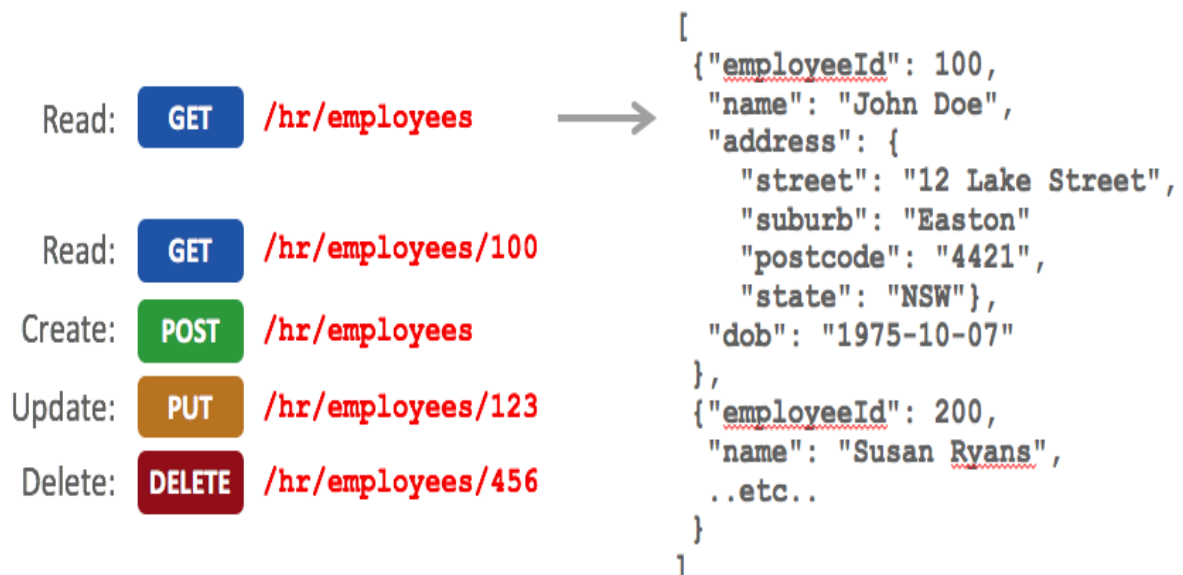 Read: GET /hr/employees
Read: GET /hr/employees/100
Create: POST /hr/employees
Update: PUT /hr/employees/123
Delete: DELETE /hr/employees/456
[
{"employeeId": 100,
"name": "John Doe",
"address": {
"street": "12 Lake Street",
"suburb": "Easton"
"postcode": "4421",
"state": "NSW"},
"dob": "1975-10-07"
},
{"employeeId": 200,
"name": "Susan Ryans",
..etc..
}
]